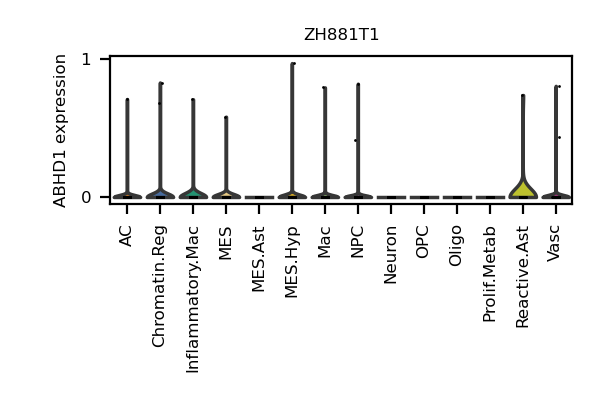 ZH881T1
ABHD1 expression
1
0
AC
Chromatin.Reg
Inflammatory.Mac
MES
MES.Ast
MES.Hyp
Mac
NPC
Neuron
OPC
Oligo
Prolif.Metab
Reactive.Ast
Vasc